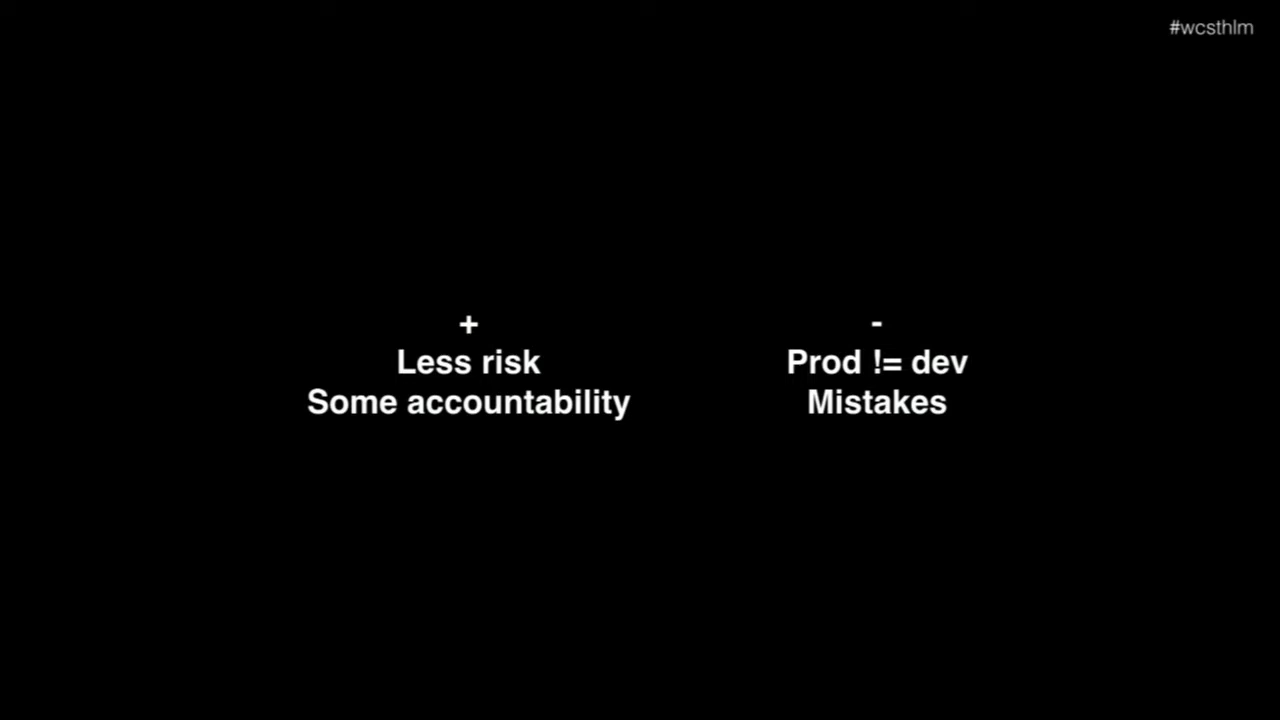 #wcsthlm
+
Less risk
Some accountability
-
Prod != dev
Mistakes